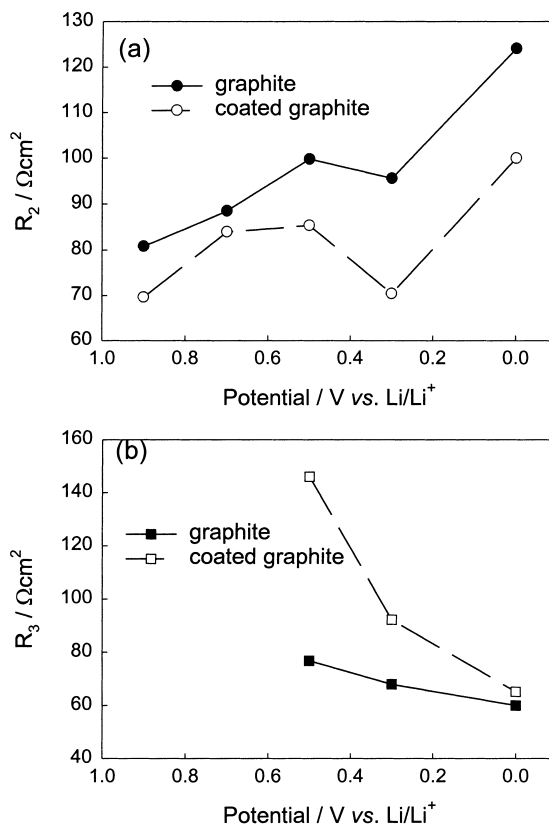 (a)
graphite
coated graphite
R₂ / Ωcm²
130
120
110
100
90
80
70
60
1.0 0.8 0.6 0.4 0.2 0.0
Potential / V vs. Li/Li⁺
(b)
graphite
coated graphite
R₃ / Ωcm²
160
140
120
100
80
60
40
1.0 0.8 0.6 0.4 0.2 0.0
Potential / V vs. Li/Li⁺